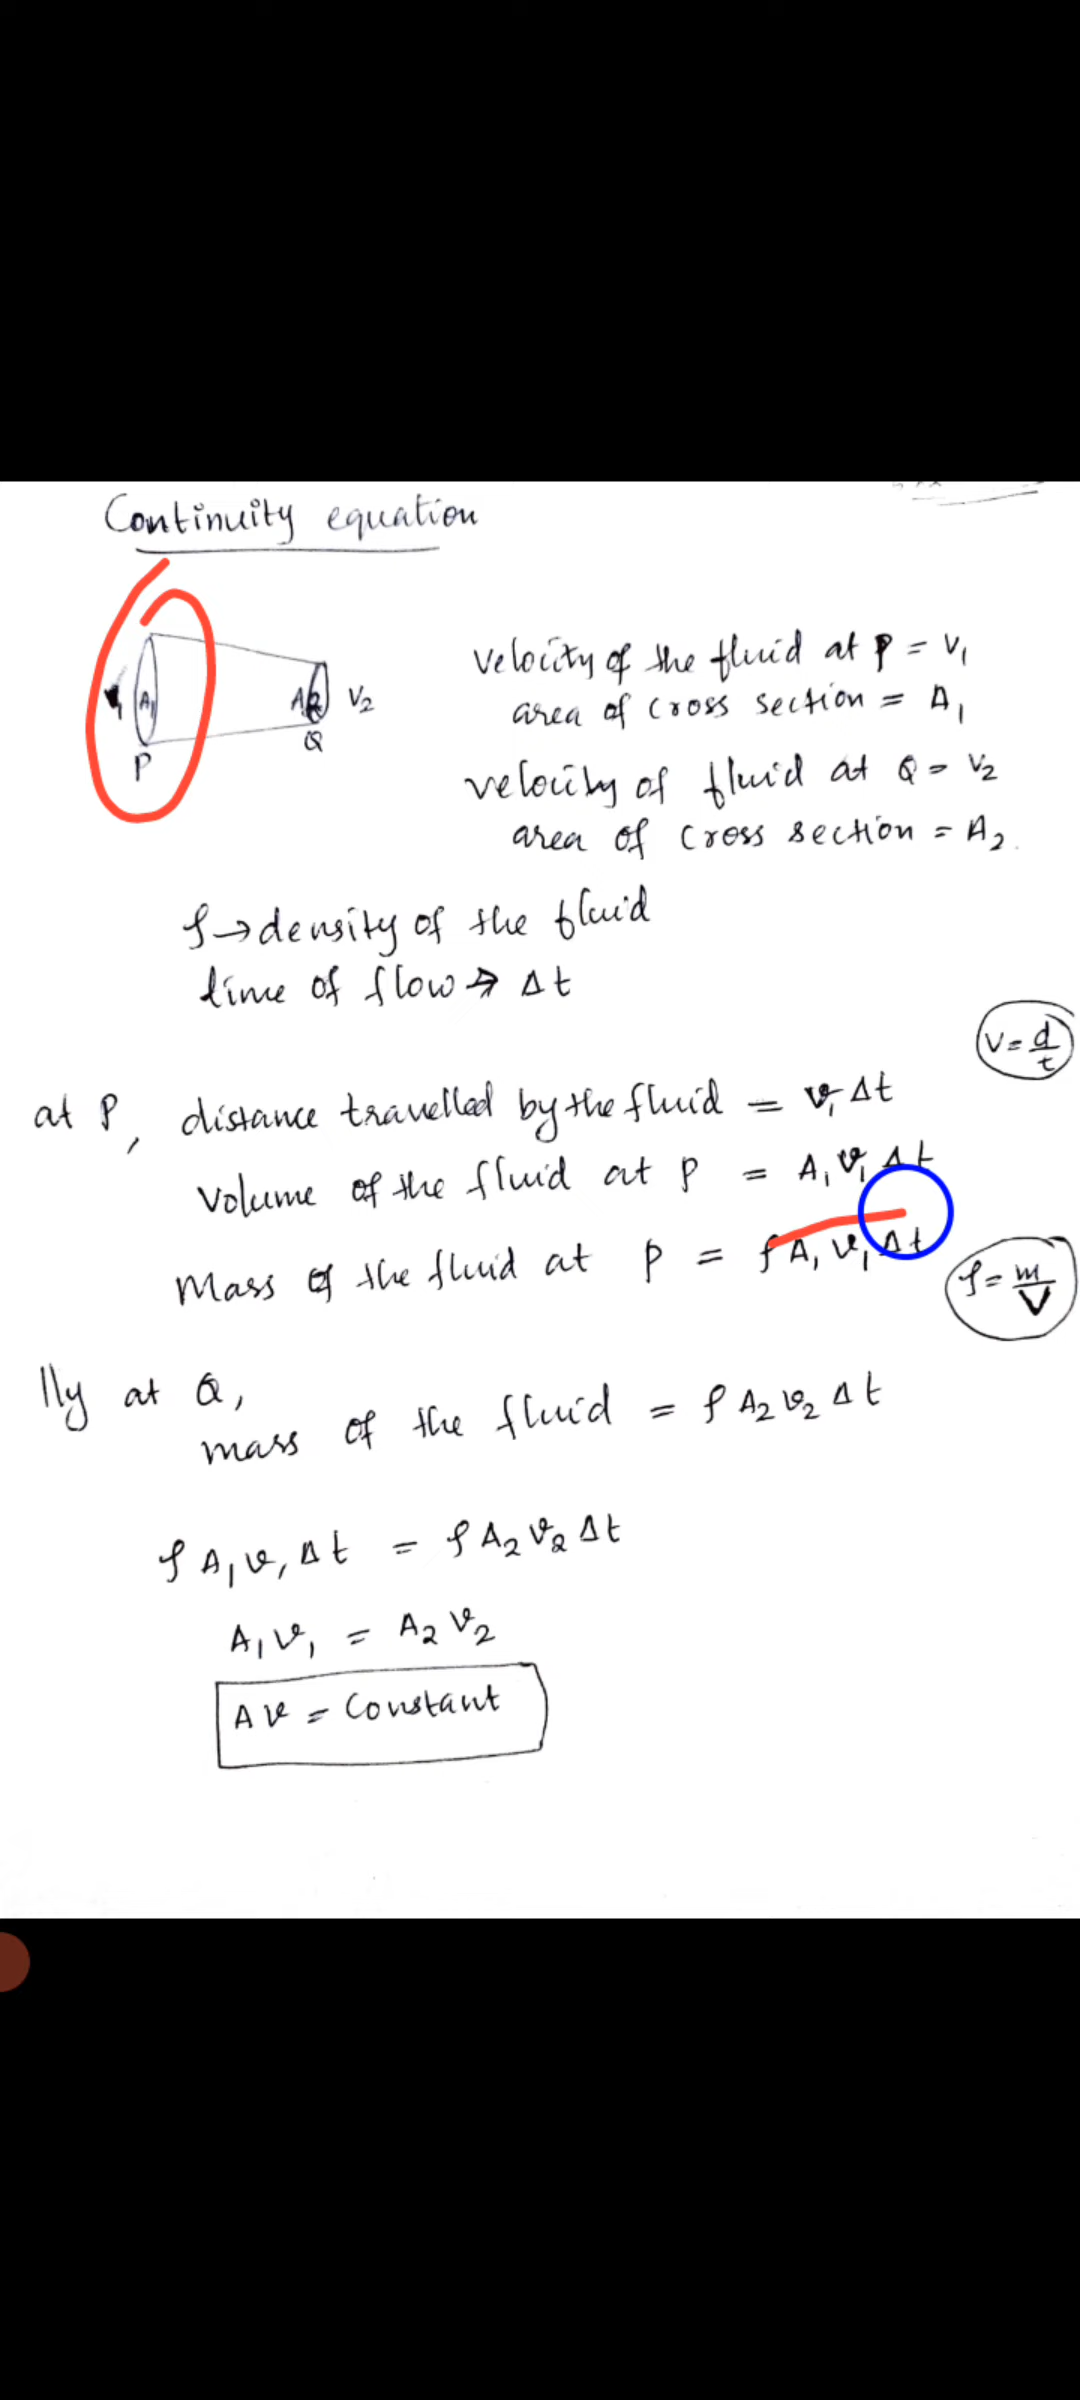 Continuity equation
V1 A1 A2 V2
P Q
velocity of the fluid at P = V1
area of cross section = A1
velocity of fluid at Q = V2
area of cross section = A2.
ρ→density of the fluid
time of flow → Δt
V = d/t
at P, distance travelled by the fluid = v1 Δt
Volume of the fluid at P = A1 v1 Δt
Mass of the fluid at P = ρ A1 v1 Δt
ρ = m/V
lly at Q,
mass of the fluid = ρ A2 v2 Δt
ρ A1 v1 Δt = ρ A2 v2 Δt
A1 v1 = A2 v2
A v = Constant